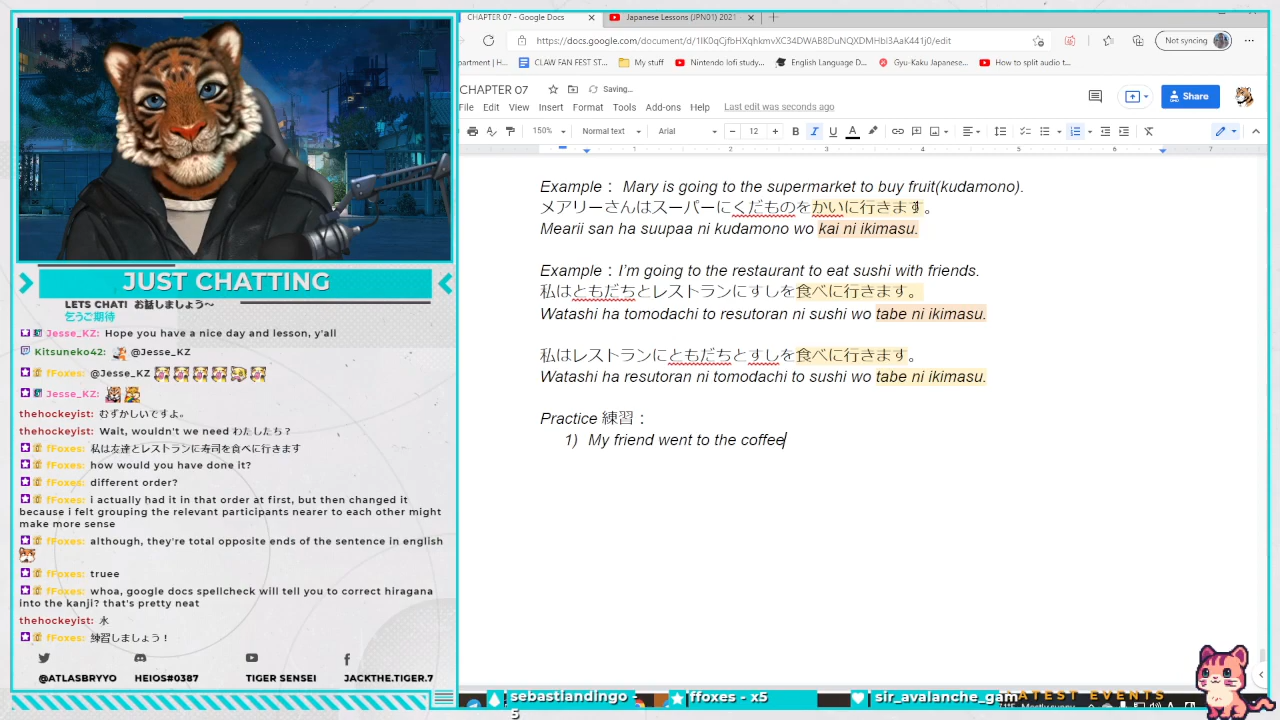 CHAPTER 07 - Google Docs
Japanese Lessons (JPN01) 2021
https://docs.google.com/document/d/1IK0qCjfbHXqhkmvXC34DWAB8DuNQXDMHbI3AaK441j0/edit
Not syncing
partment | H...
CLAW FAN FEST ST...
My stuff
Nintendo lofi.study...
English Language D...
Gyu-Kaku Japanese...
How to split audio t...
CHAPTER 07
Saving...
File
View
Insert
Format
Tools
Add-ons
Help
Last edit was seconds ago
Share
150%
Normal text
Arial
12
1 2 3 4 5 6 7
Example： Mary is going to the supermarket to buy fruit(kudamono).
メアリーさんはスーパーにくだものをかいに行きます。
Mearii san ha suupaa ni kudamono wo kai ni ikimasu.
Example：I'm going to the restaurant to eat sushi with friends.
私はともだちとレストランにすしを食べに行きます。
Watashi ha tomodachi to resutoran ni sushi wo tabe ni ikimasu.
私はレストランにともだちとすしを食べに行きます。
Watashi ha resutoran ni tomodachi to sushi wo tabe ni ikimasu.
Practice 練習：
1) My friend went to the coffee
JUST CHATTING
LETS CHAT! お話しましょう〜
乞うご期待
Jesse_KZ: Hope you have a nice day and lesson, y'all
Kitsuneko42: @Jesse_KZ
fFoxes: @Jesse_KZ
Jesse_KZ:
thehockeyist: むずかしいですよ。
thehockeyist: Wait, wouldn't we need わたしたち？
fFoxes: 私は友達とレストランに寿司を食べに行きます
fFoxes: how would you have done it?
fFoxes: different order?
fFoxes: i actually had it in that order at first, but then changed it
because i felt grouping the relevant participants nearer to each other might
make more sense
fFoxes: although, they're total opposite ends of the sentence in english
fFoxes: truee
fFoxes: whoa, google docs spellcheck will tell you to correct hiragana
into the kanji? that's pretty neat
thehockeyist: 氺
fFoxes: 練習しましょう！
@ATLASBRYYO
HEIOS#0387
TIGER SENSEI
JACKTHE.TIGER.7
sebastiandingo -
5
ffoxes - x5
_avalanche_gam